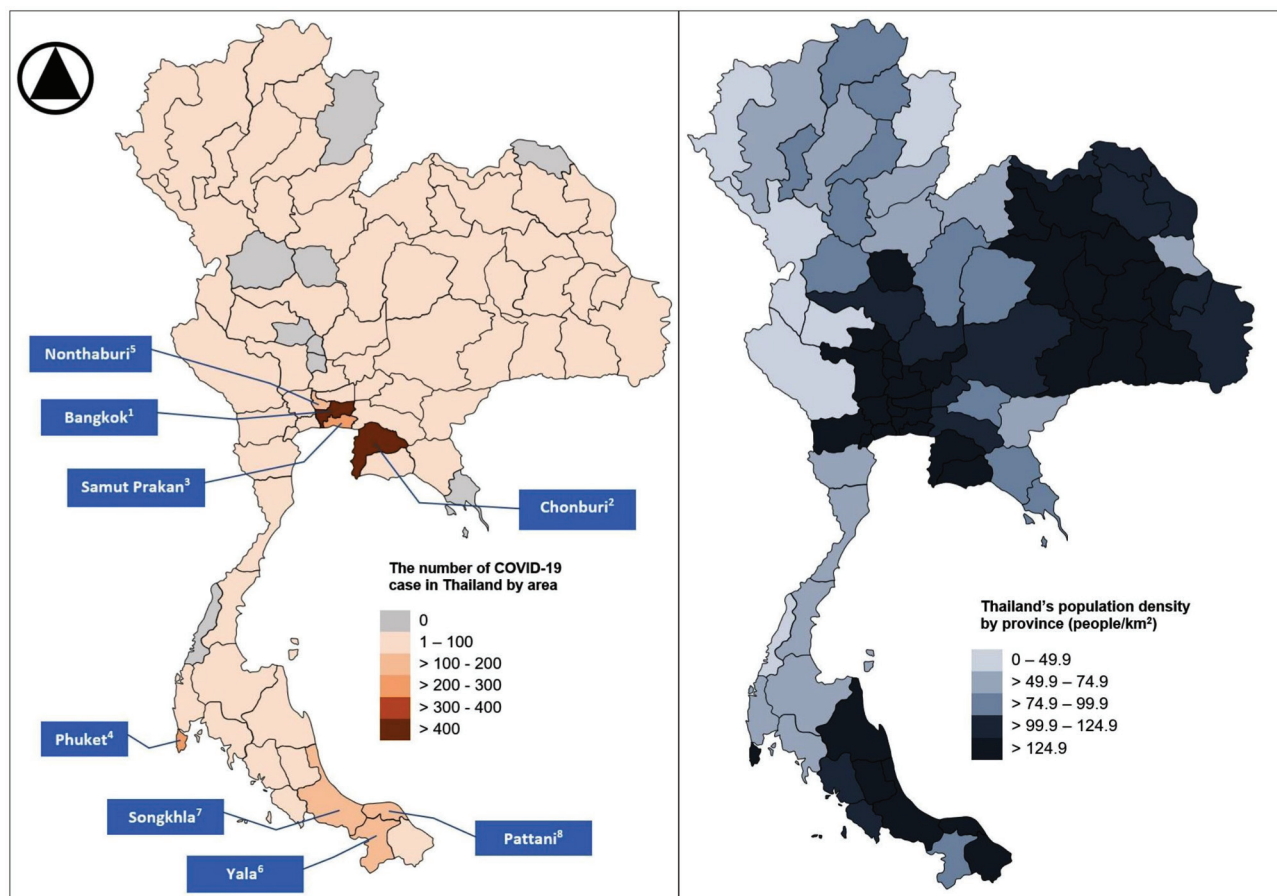 Nonthaburi⁵
Bangkok¹
Samut Prakan³
Chonburi²
The number of COVID-19
case in Thailand by area
0
1 – 100
> 100 - 200
> 200 - 300
> 300 - 400
> 400
Phuket⁴
Songkhla⁷
Pattani⁸
Yala⁶
Thailand's population density
by province (people/km²)
0 – 49.9
> 49.9 – 74.9
> 74.9 – 99.9
> 99.9 – 124.9
> 124.9